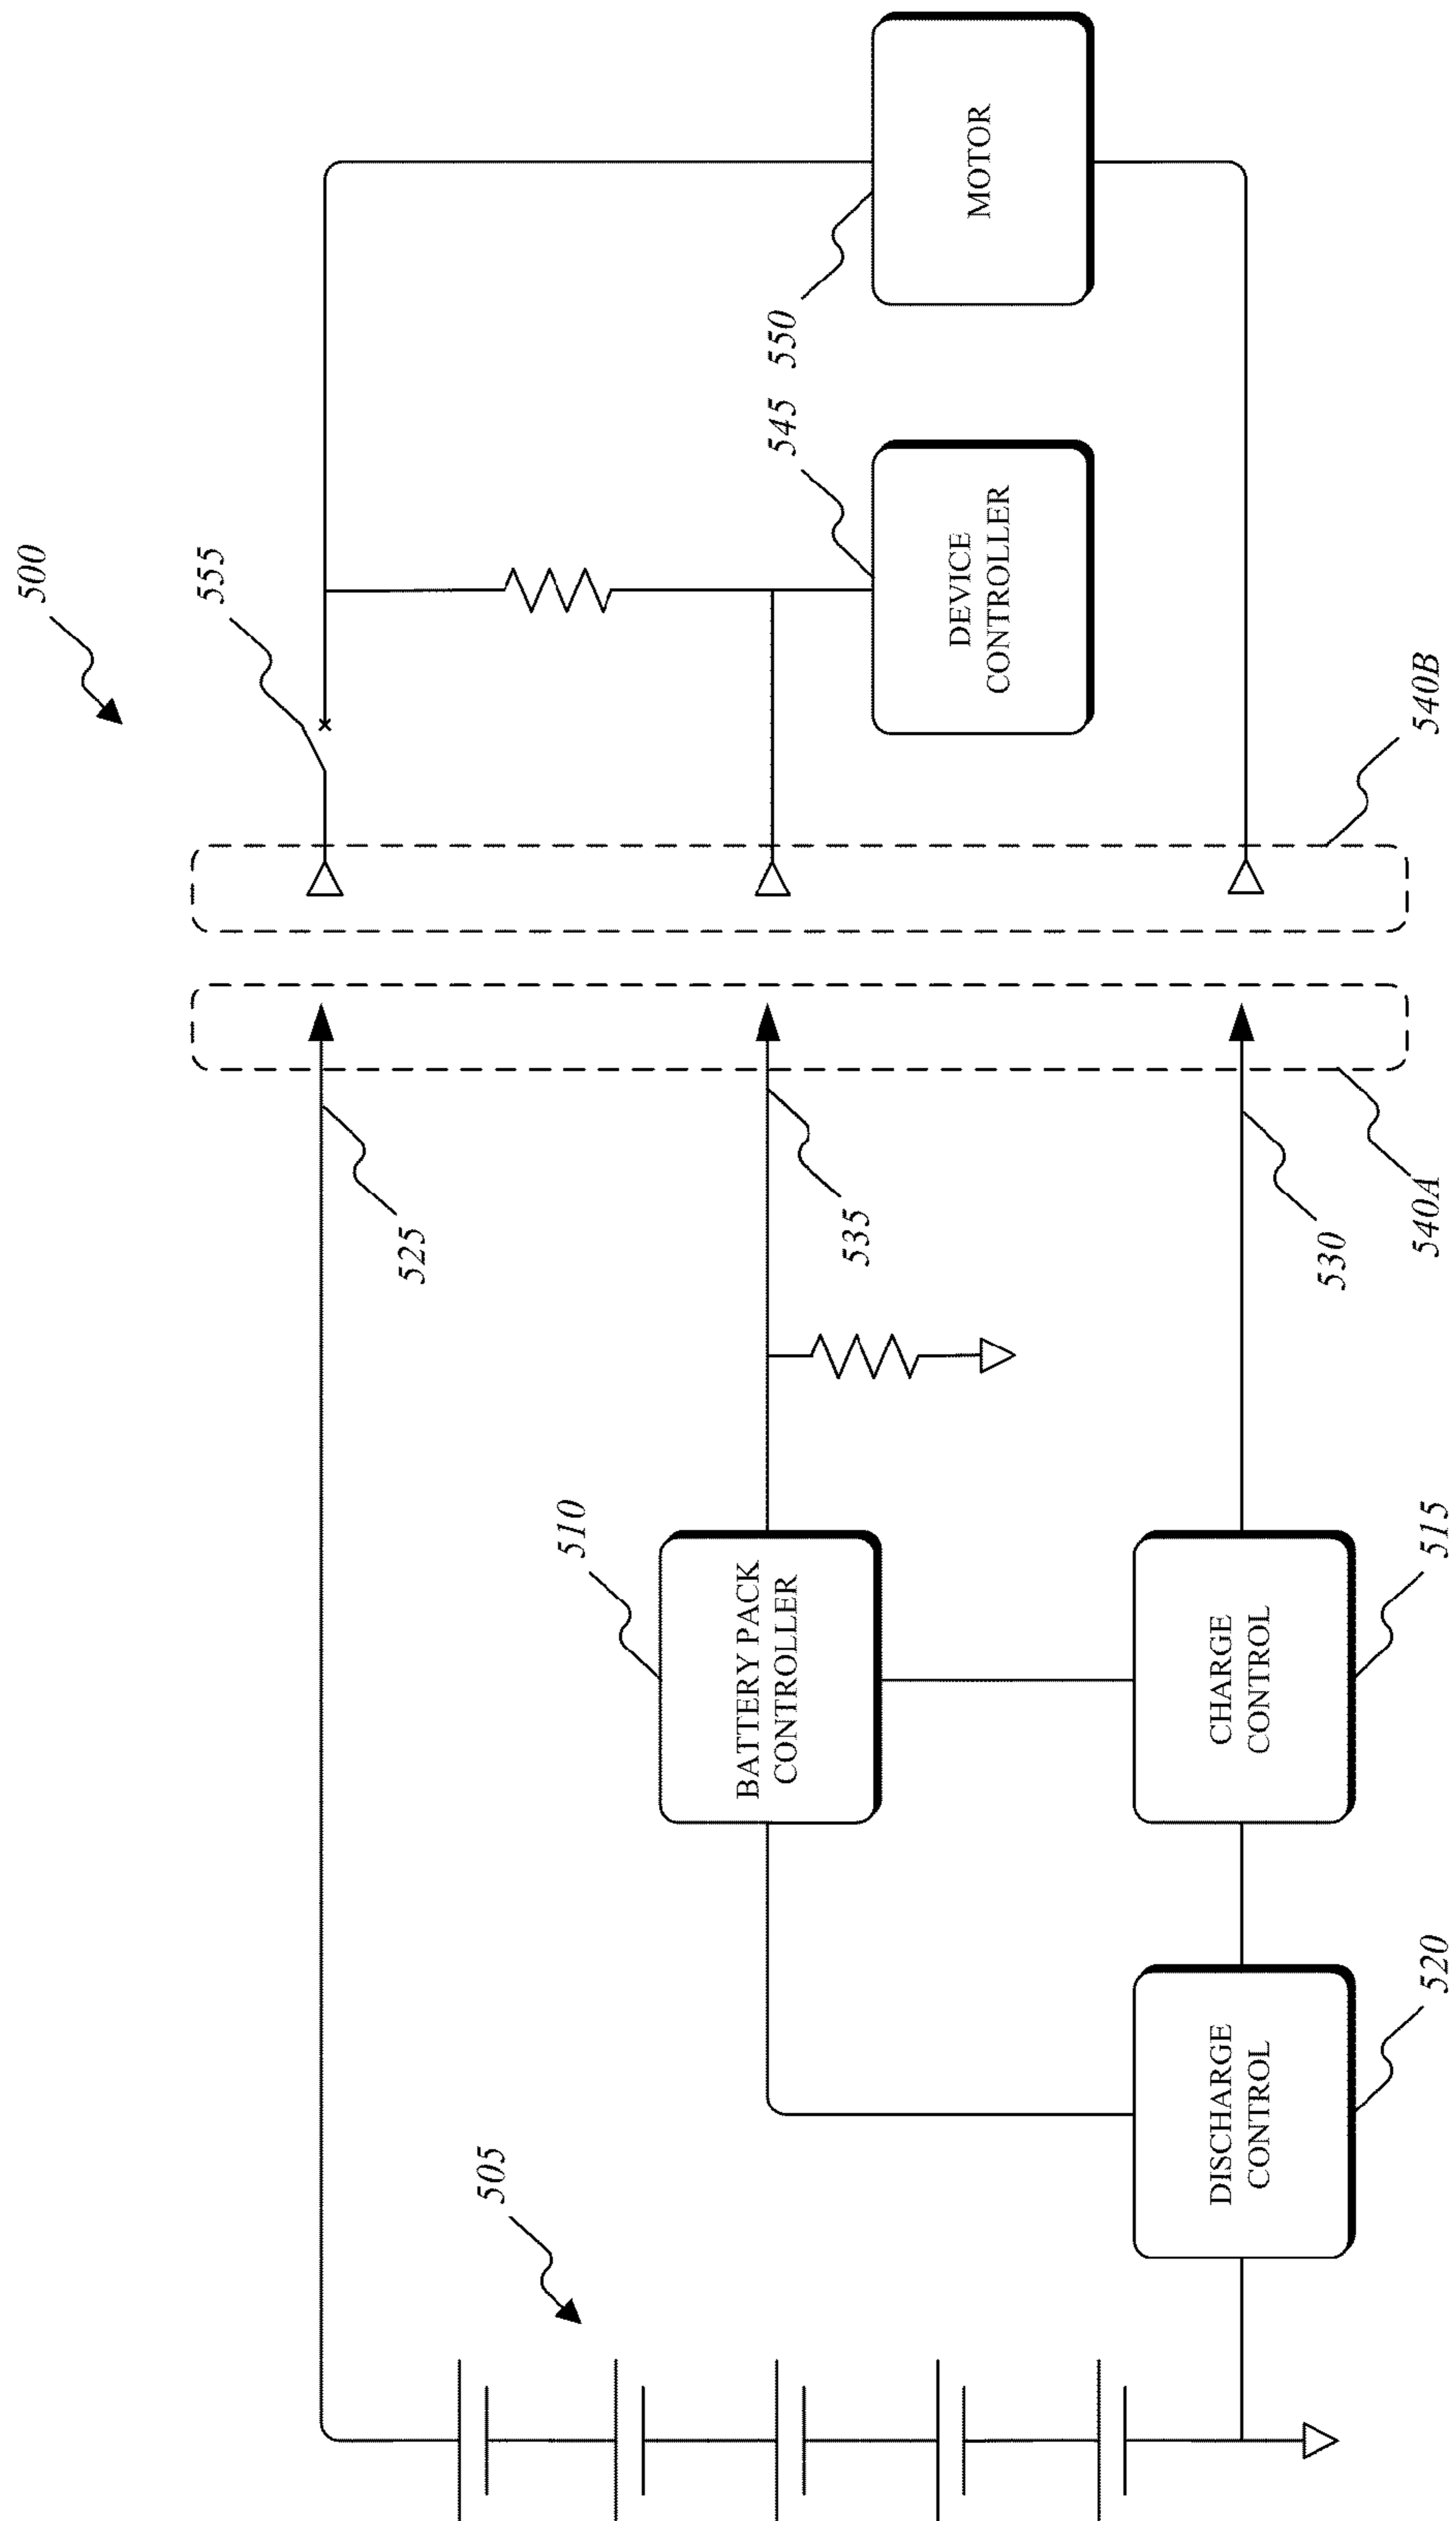 500
505
510
BATTERY PACK
CONTROLLER
DISCHARGE
CONTROL
520
CHARGE
CONTROL
515
525
535
530
540A
540B
555
545
DEVICE
CONTROLLER
550
MOTOR